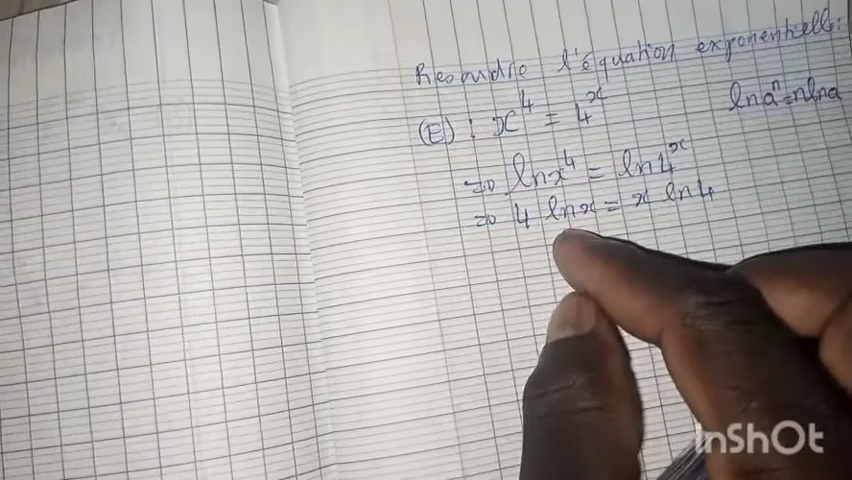 Resoudre l'équation exponentielle:
(E) : x⁴ = 4ˣ
ln aⁿ = n ln a
=> ln x⁴ = ln 4ˣ
=> 4 ln x = x ln 4
InShOt